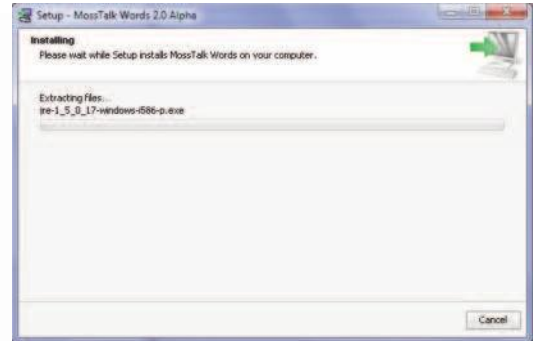 Setup - MossTalk Words 2.0 Alpha
Installing
Please wait while Setup installs MossTalk Words on your computer.
Extracting files...
jre-1_5_0_17-windows-i586-p.exe
Cancel